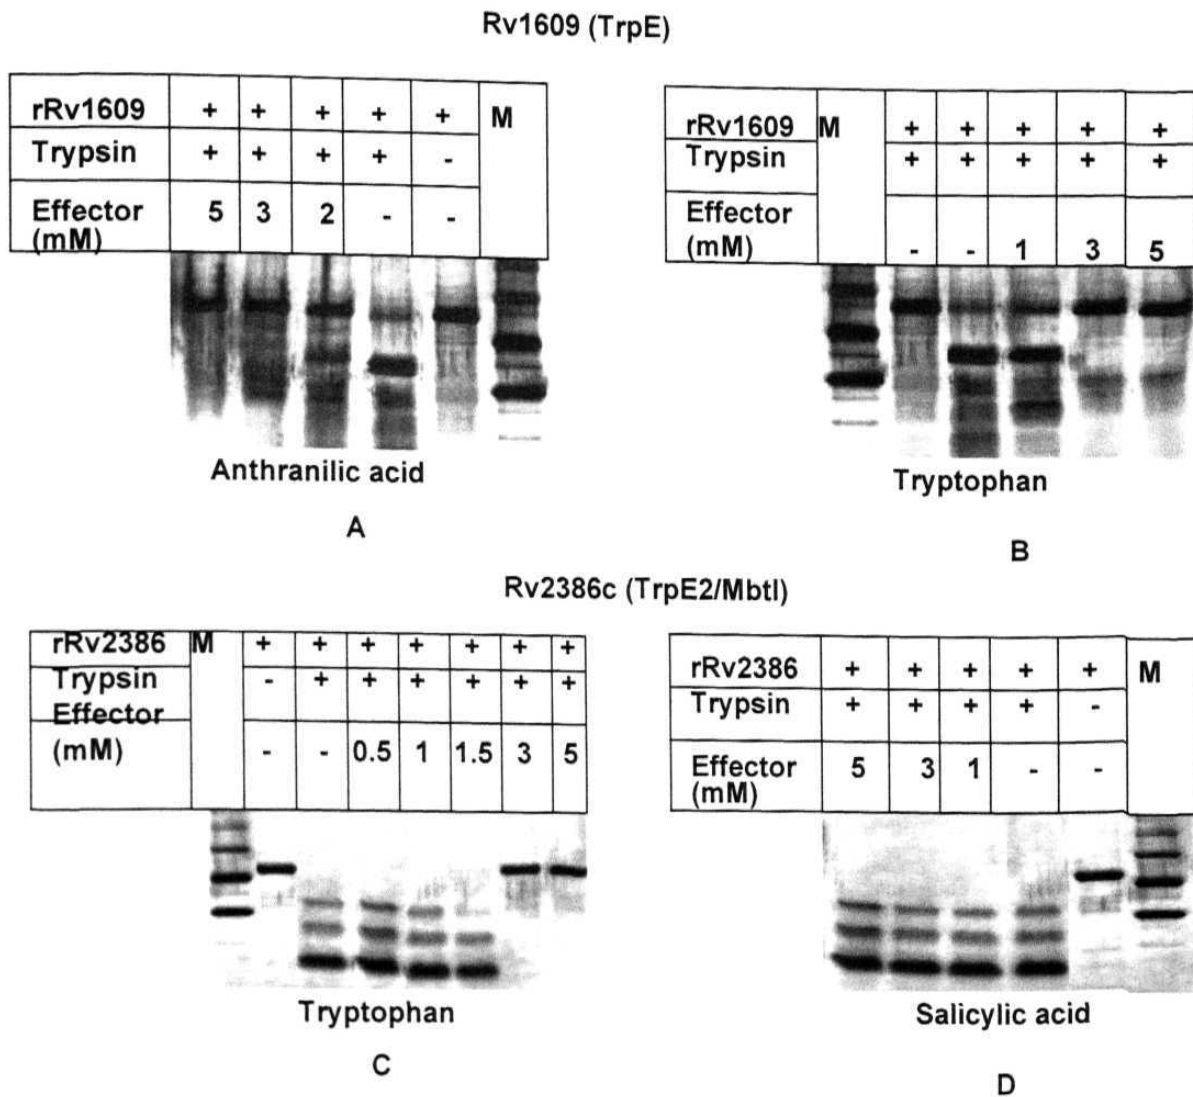 Rv1609 (TrpE)
rRv1609 + + + + + M
Trypsin + + + + -
Effector (mM) 5 3 2 - -
Anthranilic acid
A
rRv1609 M + + + + +
Trypsin + + + + +
Effector
(mM) - - 1 3 5
Tryptophan
B
Rv2386c (TrpE2/MbtI)
rRv2386 M + + + + + + +
Trypsin - + + + + + +
Effector
(mM) - - 0.5 1 1.5 3 5
Tryptophan
C
rRv2386 + + + + + M
Trypsin + + + + -
Effector (mM) 5 3 1 - -
Salicylic acid
D